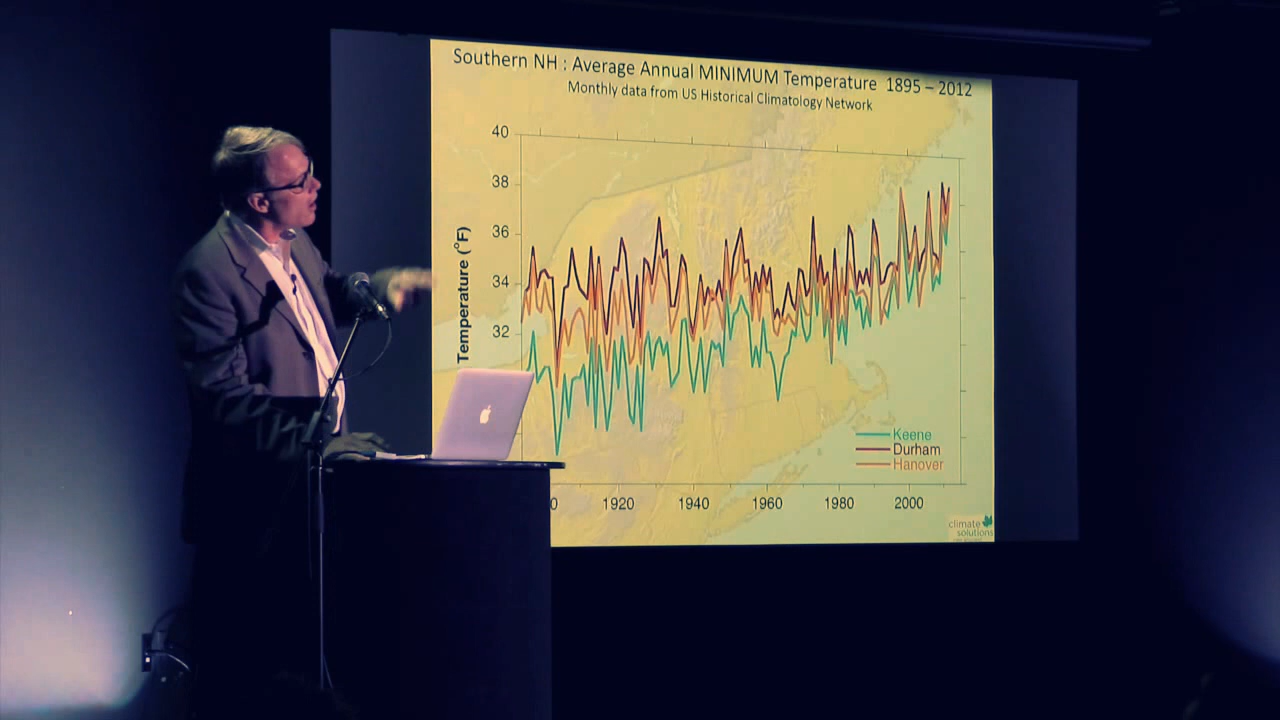 Southern NH : Average Annual MINIMUM Temperature 1895 – 2012
Monthly data from US Historical Climatology Network
40
38
36
34
32
Temperature (°F)
Keene
Durham
Hanover
0 1920 1940 1960 1980 2000
climate
solutions